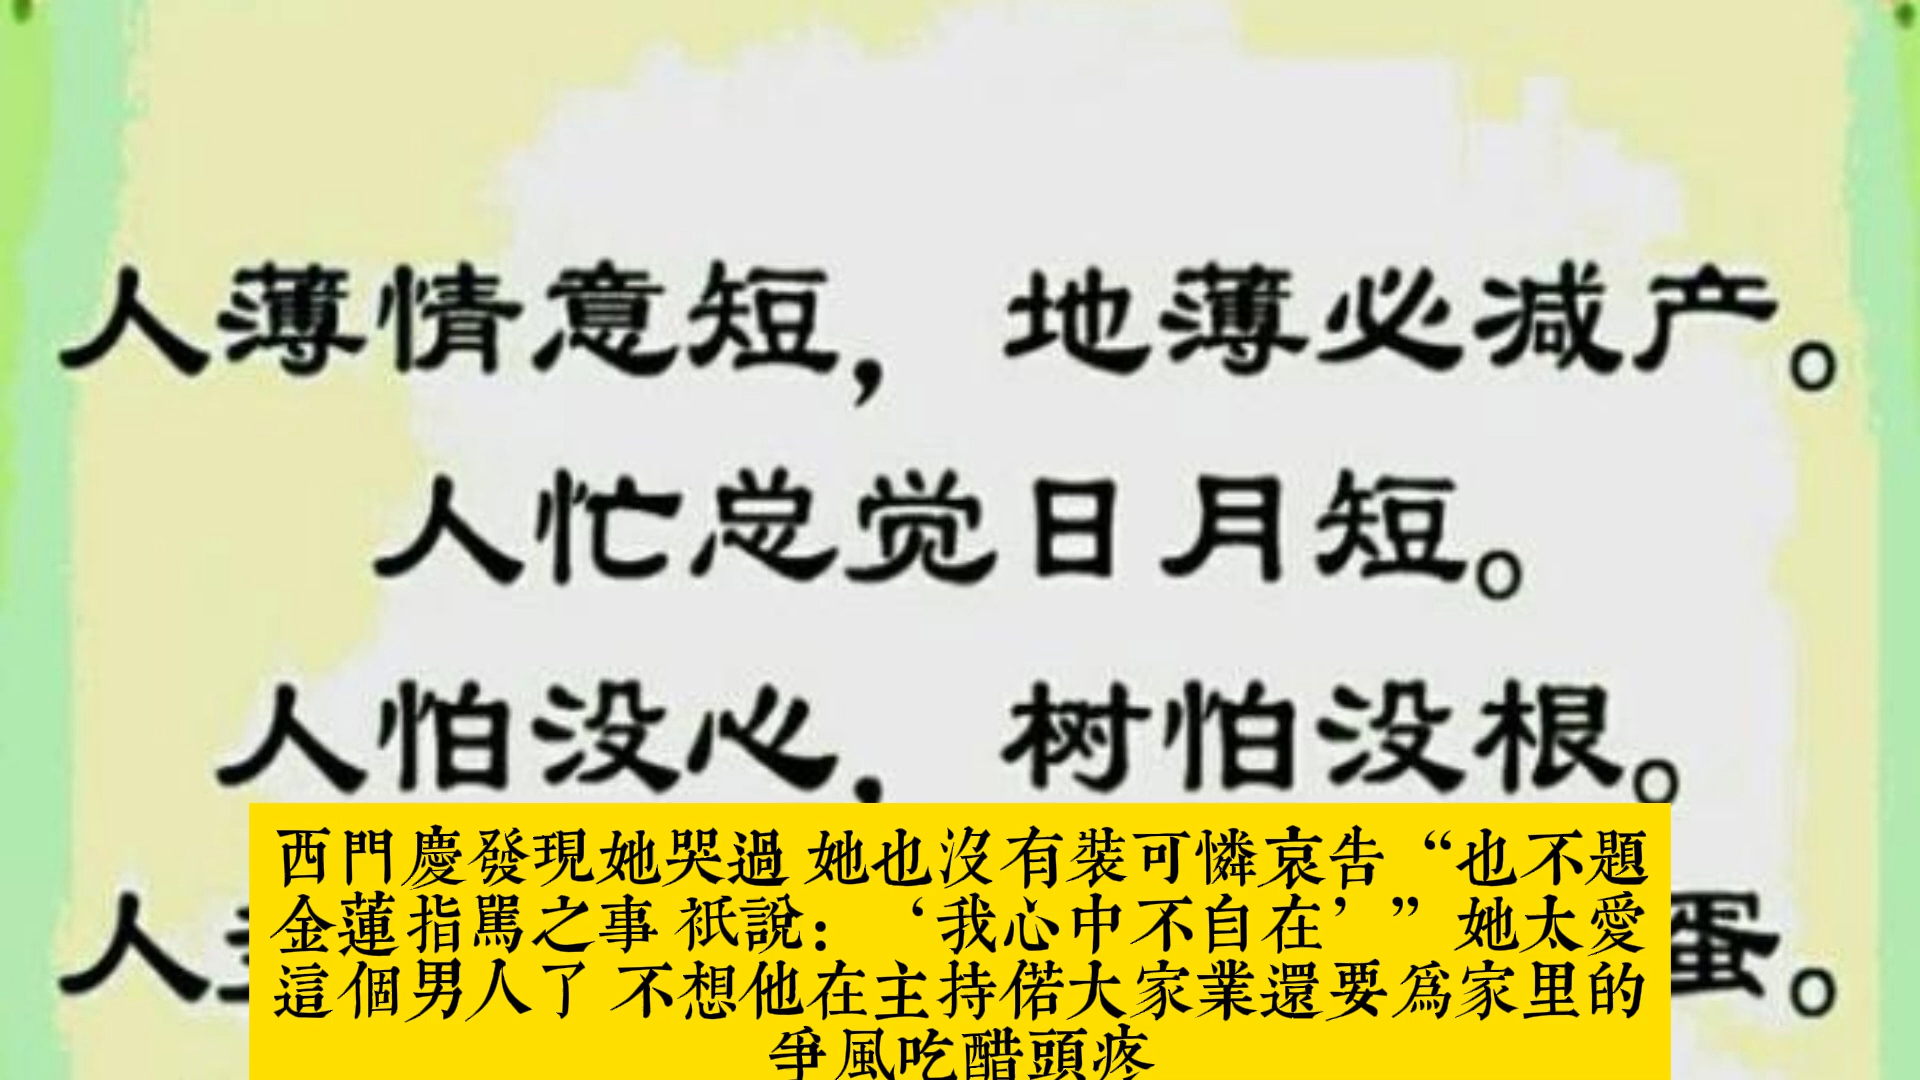 人薄情意短，地薄必减产。
人忙总觉日月短。
人怕没心，树怕没根。
人
蛋。
西門慶發現她哭過 她也沒有裝可憐哀告“也不題
金蓮指駡之事 衹說：‘我心中不自在’”她太愛
這個男人了 不想他在主持偌大家業還要爲家里的
爭風吃醋頭疼